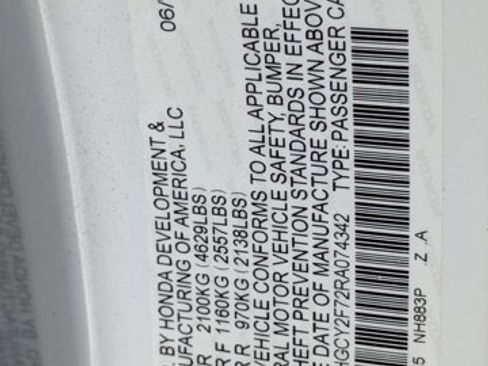 06/
. BY HONDA DEVELOPMENT &
UFACTURING OF AMERICA, LLC
R 2100KG (4629LBS)
R F 1160KG (2557LBS)
R R 970KG (2138LBS)
VEHICLE CONFORMS TO ALL APPLICABLE
RAL MOTOR VEHICLE SAFETY, BUMPER,
HEFT PREVENTION STANDARDS IN EFFEC
E DATE OF MANUFACTURE SHOWN ABOV
HGCY2F72RA074342 TYPE: PASSENGER CA
5 NH883P .Z .A